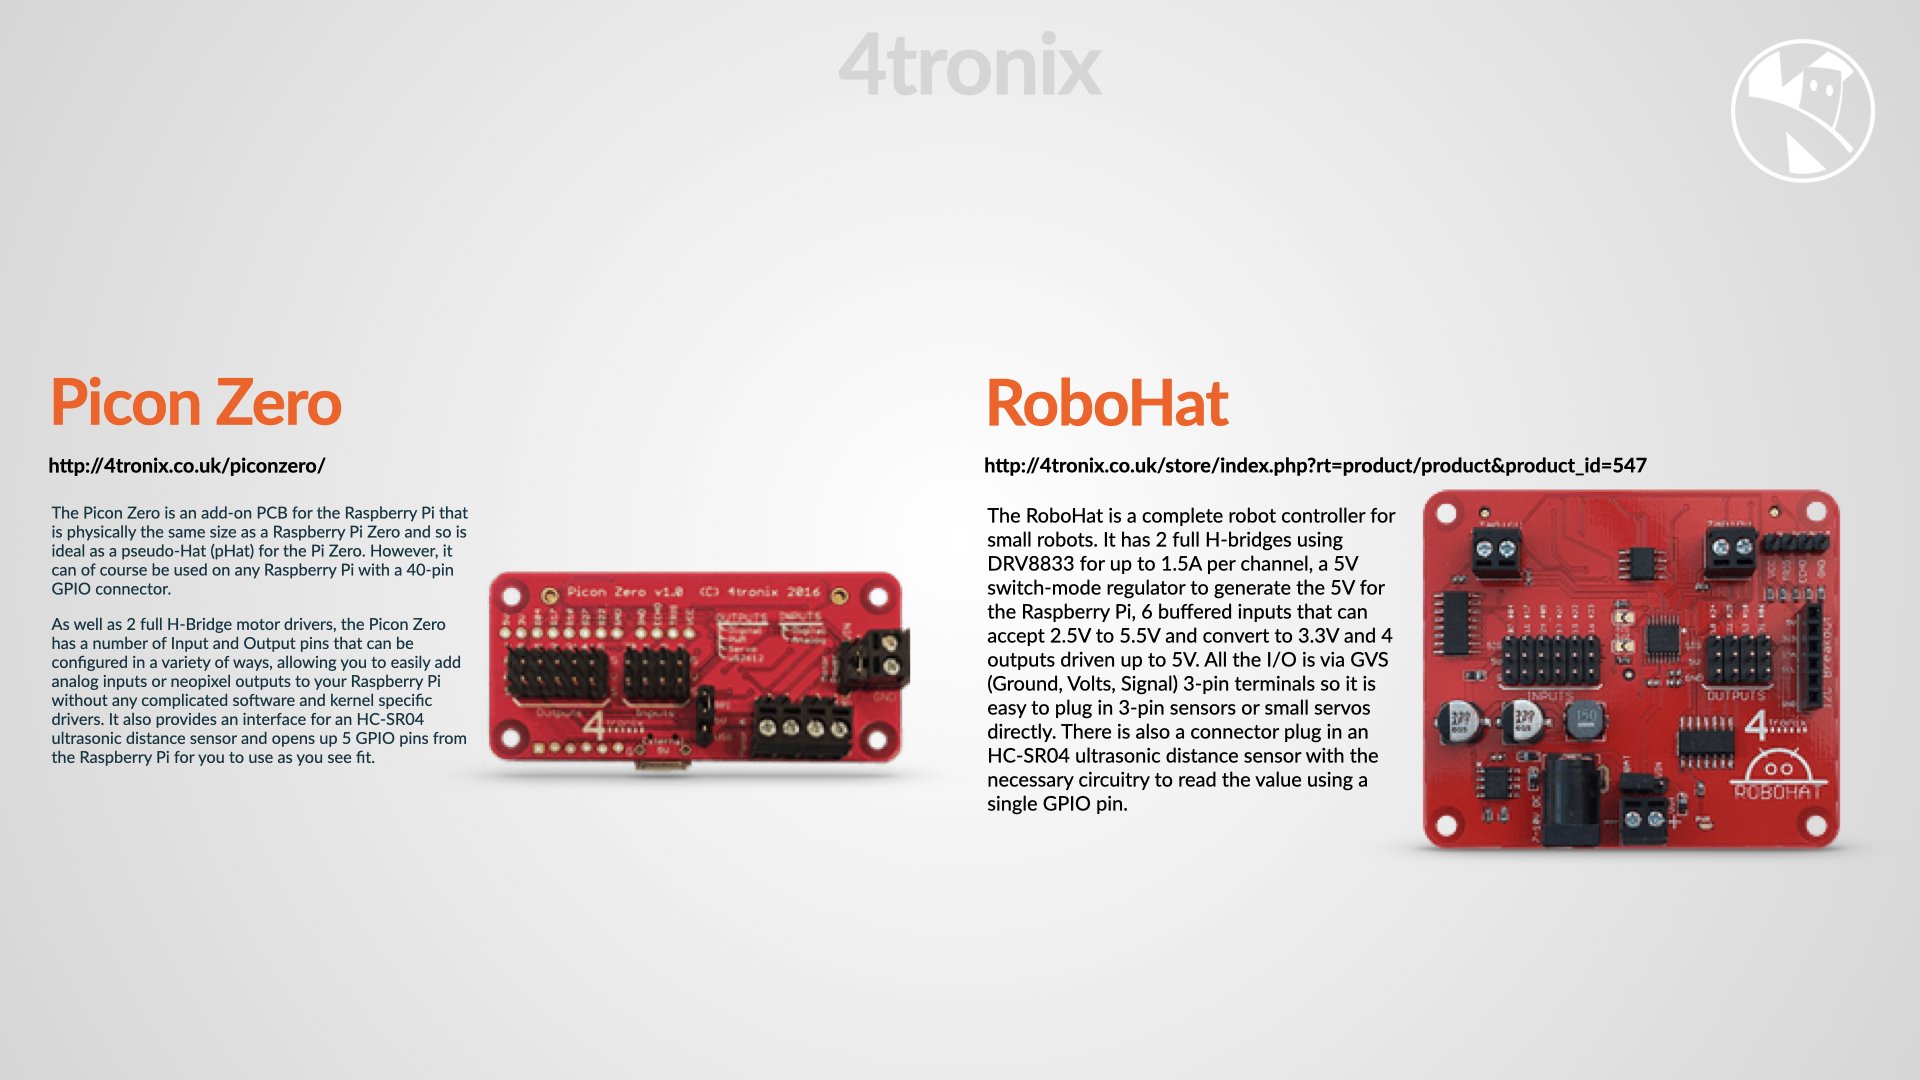 4tronix
Picon Zero
http://4tronix.co.uk/piconzero/
The Picon Zero is an add-on PCB for the Raspberry Pi that
is physically the same size as a Raspberry Pi Zero and so is
ideal as a pseudo-Hat (pHat) for the Pi Zero. However, it
can of course be used on any Raspberry Pi with a 40-pin
GPIO connector.
As well as 2 full H-Bridge motor drivers, the Picon Zero
has a number of Input and Output pins that can be
configured in a variety of ways, allowing you to easily add
analog inputs or neopixel outputs to your Raspberry Pi
without any complicated software and kernel specific
drivers. It also provides an interface for an HC-SR04
ultrasonic distance sensor and opens up 5 GPIO pins from
the Raspberry Pi for you to use as you see fit.
Picon Zero v1.0 (C) 4tronix 2016
OUTPUTS INPUTS
Servo
WS2812
GND
Outputs
4tronix
Inputs
External
5V
RoboHat
http://4tronix.co.uk/store/index.php?rt=product/product&product_id=547
The RoboHat is a complete robot controller for
small robots. It has 2 full H-bridges using
DRV8833 for up to 1.5A per channel, a 5V
switch-mode regulator to generate the 5V for
the Raspberry Pi, 6 buffered inputs that can
accept 2.5V to 5.5V and convert to 3.3V and 4
outputs driven up to 5V. All the I/O is via GVS
(Ground, Volts, Signal) 3-pin terminals so it is
easy to plug in 3-pin sensors or small servos
directly. There is also a connector plug in an
HC-SR04 ultrasonic distance sensor with the
necessary circuitry to read the value using a
single GPIO pin.
INPUTS
OUTPUTS
I2C Breakout
4tronix
ROBOHAT